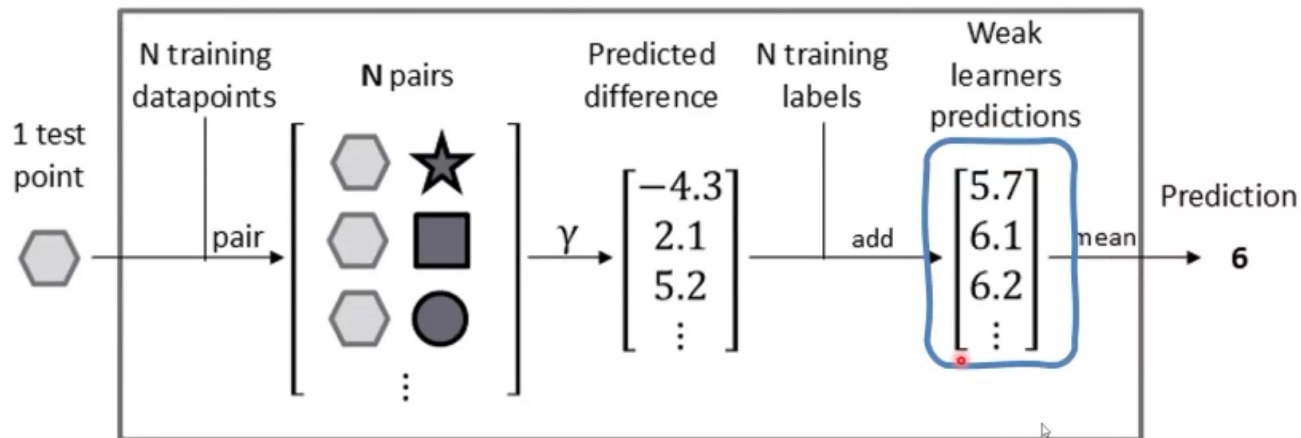 1 test
point
N training
datapoints
pair
N pairs
⋮
γ
Predicted
difference
−4.3
2.1
5.2
⋮
N training
labels
add
Weak
learners
predictions
5.7
6.1
6.2
⋮
mean
Prediction
6